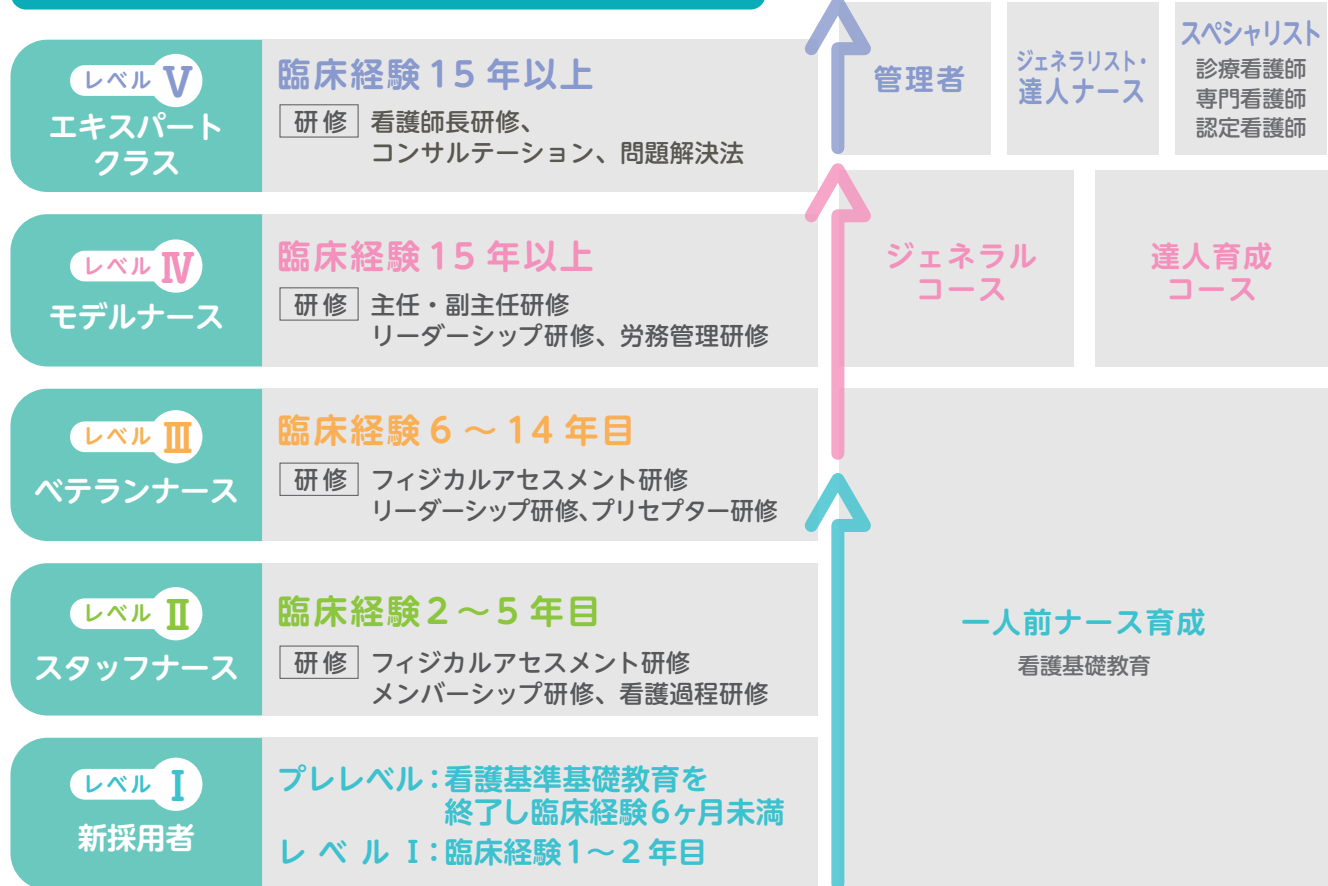 レベル Ⅴ
エキスパート
クラス
臨床経験15年以上
研修 看護師長研修、
コンサルテーション、問題解決法
管理者
ジェネラリスト・
達人ナース
スペシャリスト
診療看護師
専門看護師
認定看護師
レベル Ⅳ
モデルナース
臨床経験15年以上
研修 主任・副主任研修
リーダーシップ研修、労務管理研修
ジェネラル
コース
達人育成
コース
レベル Ⅲ
ベテランナース
臨床経験6～14年目
研修 フィジカルアセスメント研修
リーダーシップ研修、プリセプター研修
レベル Ⅱ
スタッフナース
臨床経験2～5年目
研修 フィジカルアセスメント研修
メンバーシップ研修、看護過程研修
一人前ナース育成
看護基礎教育
レベル Ⅰ
新採用者
プレレベル：看護基準基礎教育を
終了し臨床経験6ヶ月未満
レベルⅠ：臨床経験1～2年目